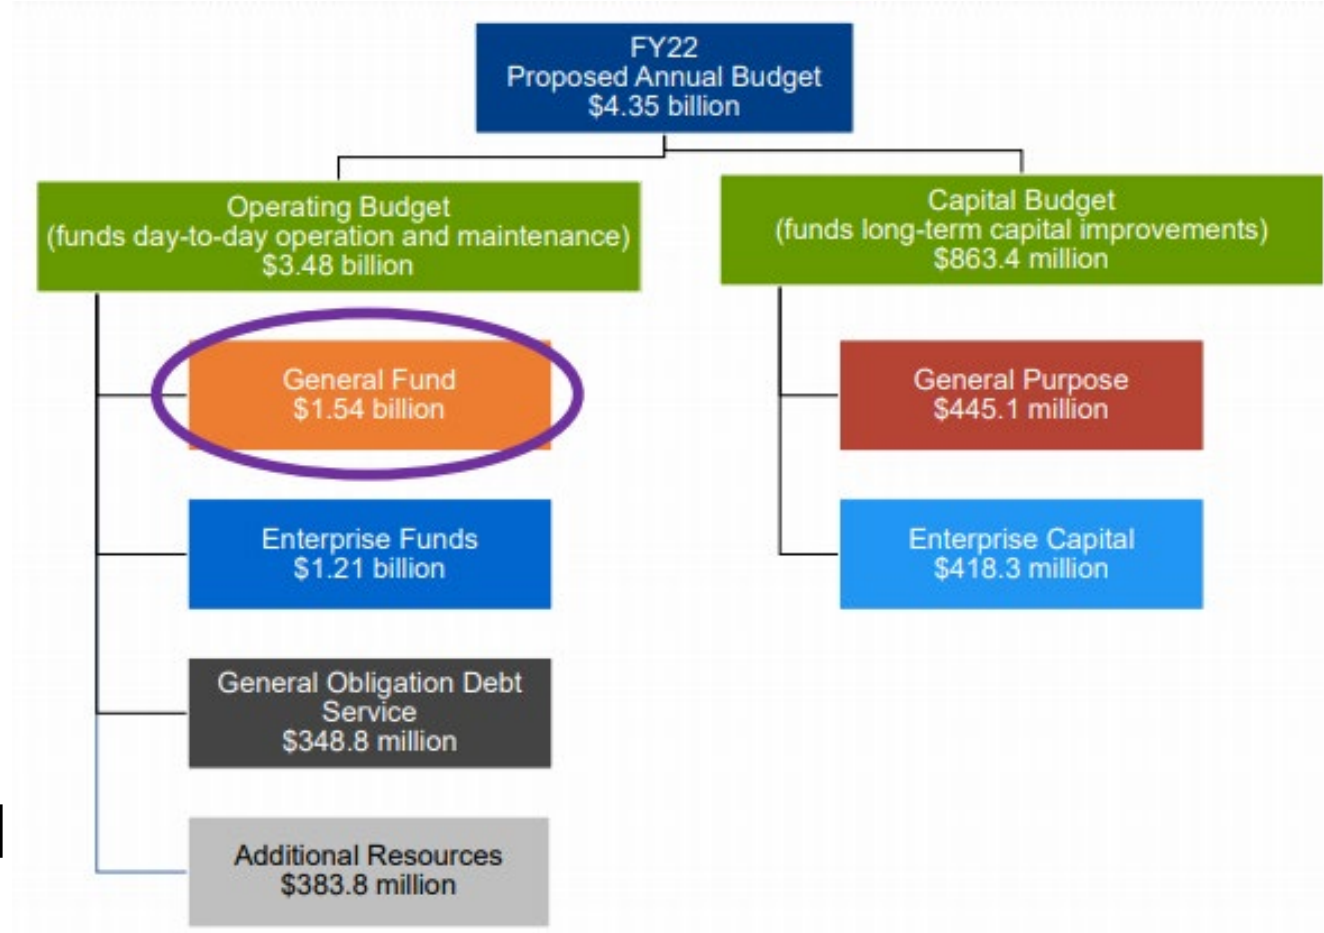 FY22
Proposed Annual Budget
$4.35 billion
Operating Budget
(funds day-to-day operation and maintenance)
$3.48 billion
Capital Budget
(funds long-term capital improvements)
$863.4 million
General Fund
$1.54 billion
General Purpose
$445.1 million
Enterprise Funds
$1.21 billion
Enterprise Capital
$418.3 million
General Obligation Debt
Service
$348.8 million
Additional Resources
$383.8 million